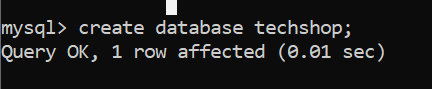 mysql> create database techshop;
Query OK, 1 row affected (0.01 sec)